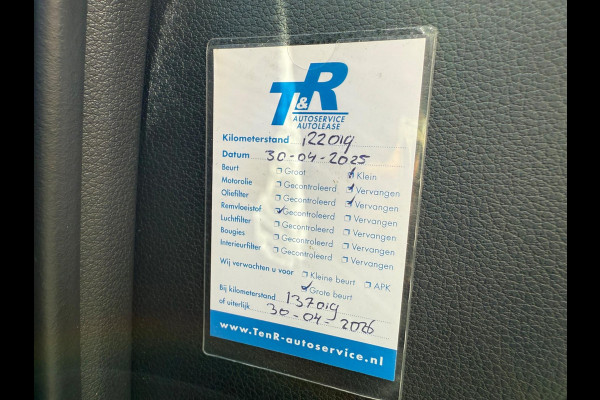 T&R
AUTOSERVICE
AUTOLEASE
Kilometerstand 122019
Datum 30-04-2025
Beurt Groot Klein
Motorolie Gecontroleerd Vervangen
Oliefilter Gecontroleerd Vervangen
Remvloeistof Gecontroleerd Vervangen
Luchtfilter Gecontroleerd Vervangen
Bougies Gecontroleerd Vervangen
Interieurfilter Gecontroleerd Vervangen
Wij verwachten u voor Kleine beurt APK
Grote beurt
Bij kilometerstand 137019
of uiterlijk 30-04-2026
www.TenR-autoservice.nl